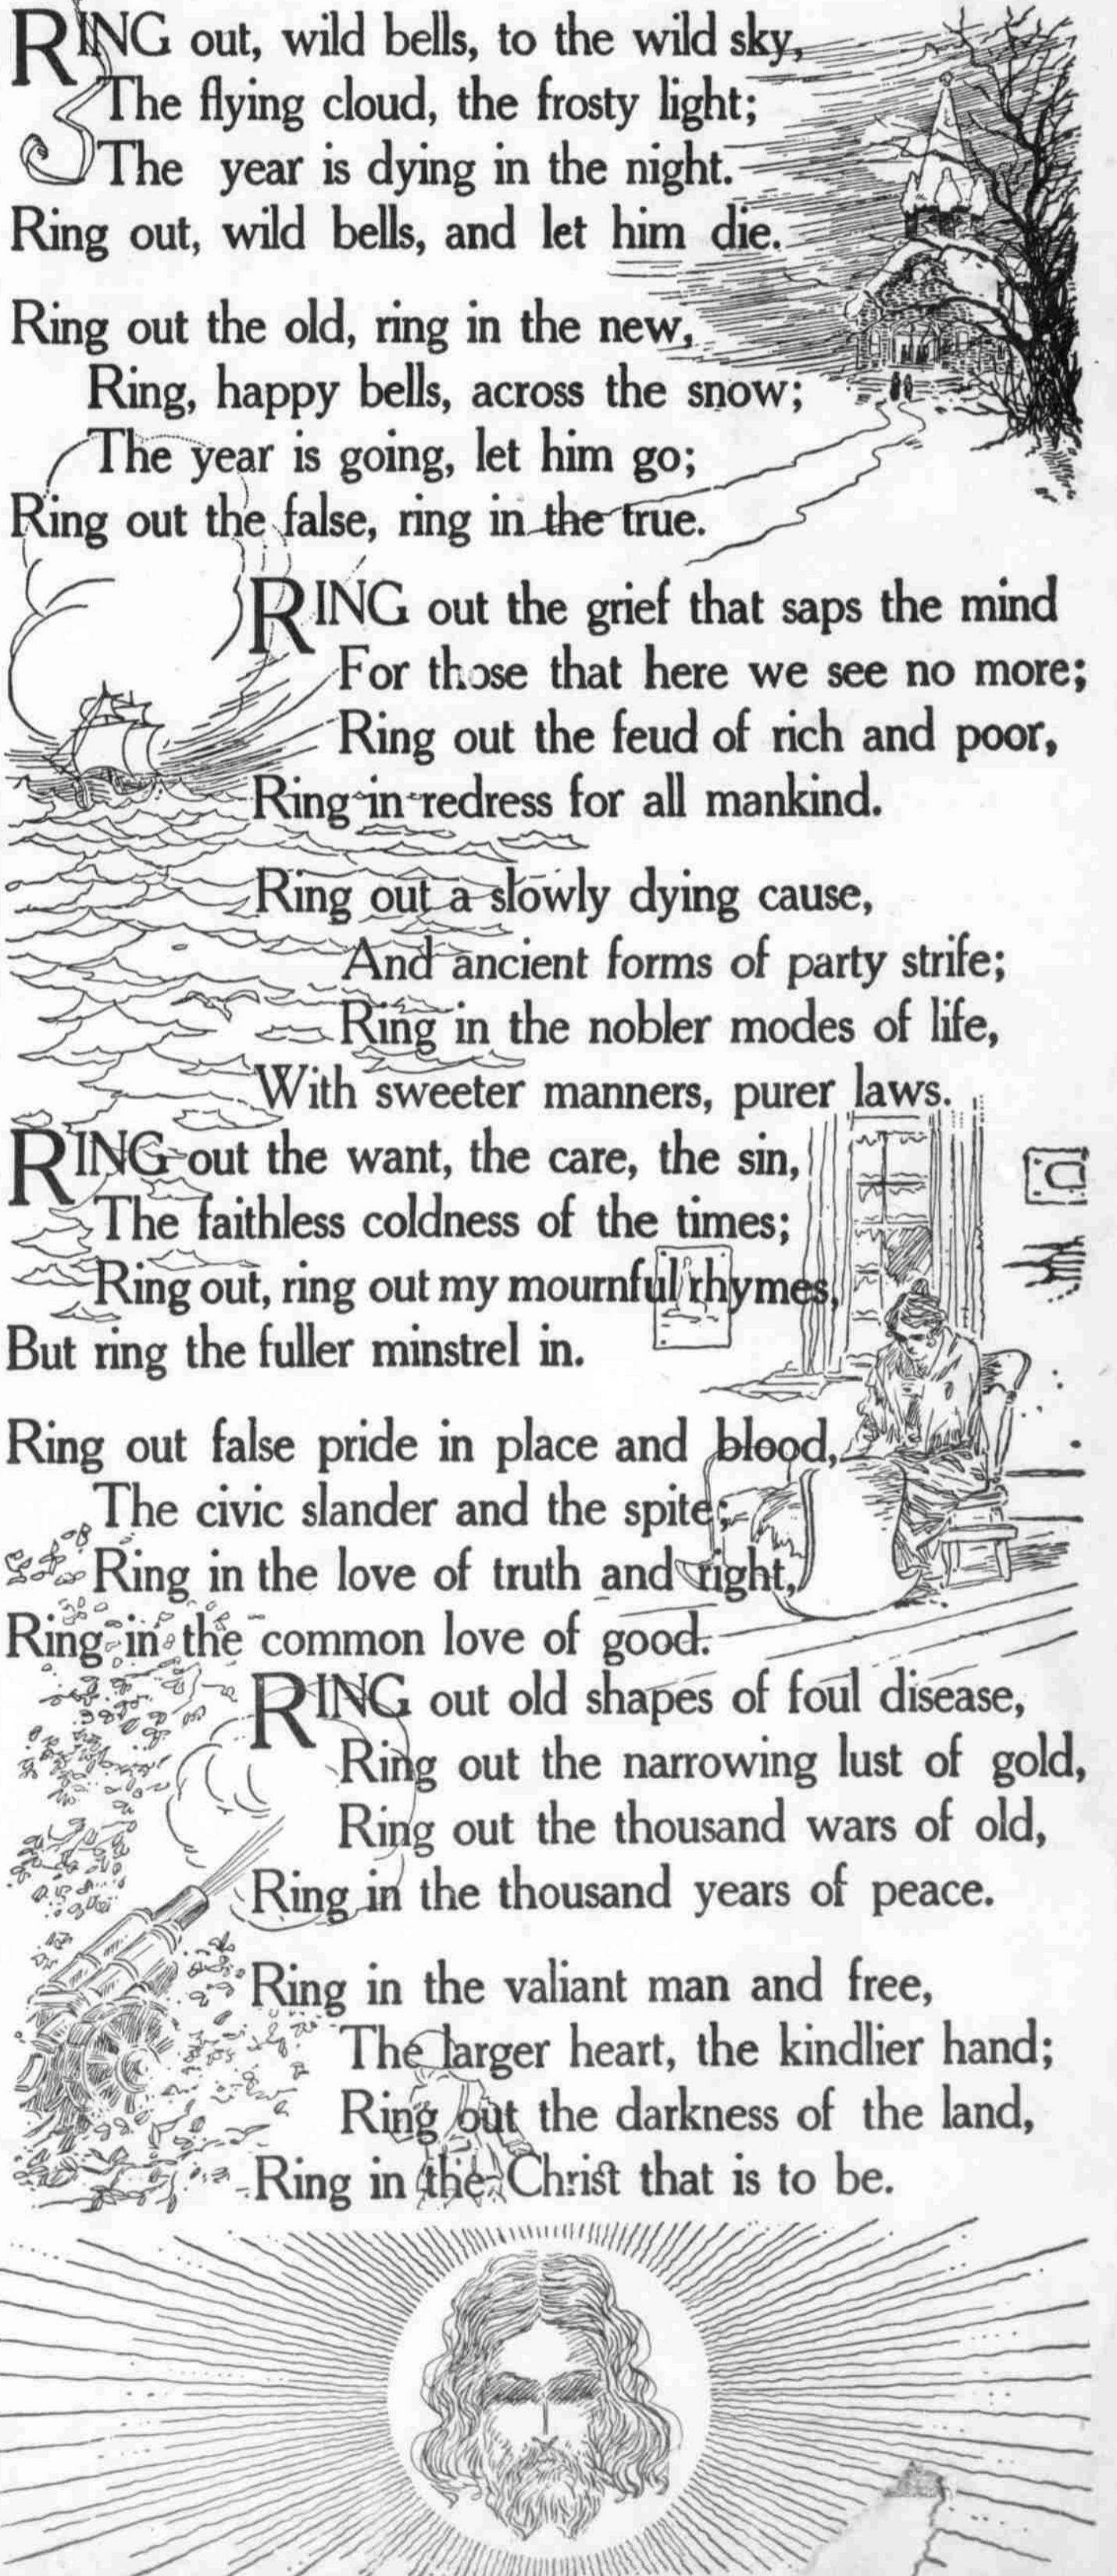 RING out, wild bells, to the wild sky,
The flying cloud, the frosty light;
The year is dying in the night.
Ring out, wild bells, and let him die.
Ring out the old, ring in the new,
Ring, happy bells, across the snow;
The year is going, let him go;
Ring out the false, ring in the true.
RING out the grief that saps the mind
For those that here we see no more;
Ring out the feud of rich and poor,
Ring in redress for all mankind.
Ring out a slowly dying cause,
And ancient forms of party strife;
Ring in the nobler modes of life,
With sweeter manners, purer laws.
RING out the want, the care, the sin,
The faithless coldness of the times;
Ring out, ring out my mournful rhymes,
But ring the fuller minstrel in.
Ring out false pride in place and blood,
The civic slander and the spite;
Ring in the love of truth and right,
Ring in the common love of good.
RING out old shapes of foul disease,
Ring out the narrowing lust of gold,
Ring out the thousand wars of old,
Ring in the thousand years of peace.
Ring in the valiant man and free,
The larger heart, the kindlier hand;
Ring out the darkness of the land,
Ring in the Christ that is to be.